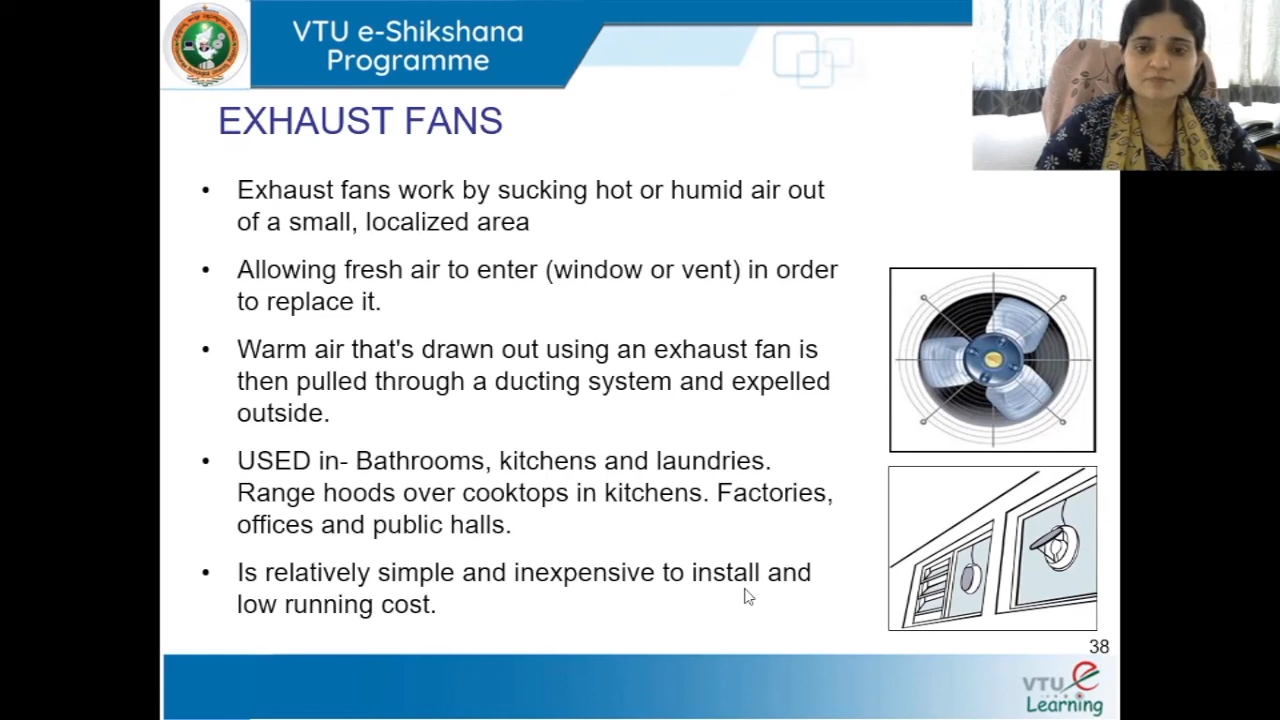 VTU e-Shikshana
Programme
EXHAUST FANS
• Exhaust fans work by sucking hot or humid air out
of a small, localized area
• Allowing fresh air to enter (window or vent) in order
to replace it.
• Warm air that's drawn out using an exhaust fan is
then pulled through a ducting system and expelled
outside.
• USED in- Bathrooms, kitchens and laundries.
Range hoods over cooktops in kitchens. Factories,
offices and public halls.
• Is relatively simple and inexpensive to install and
low running cost.
38
VTU e
Learning